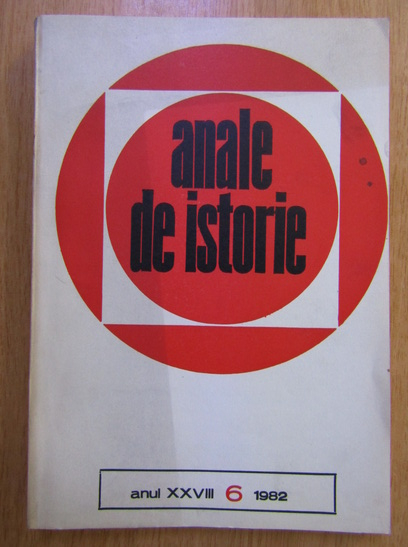 anale
de istorie
anul XXVIII 6 1982